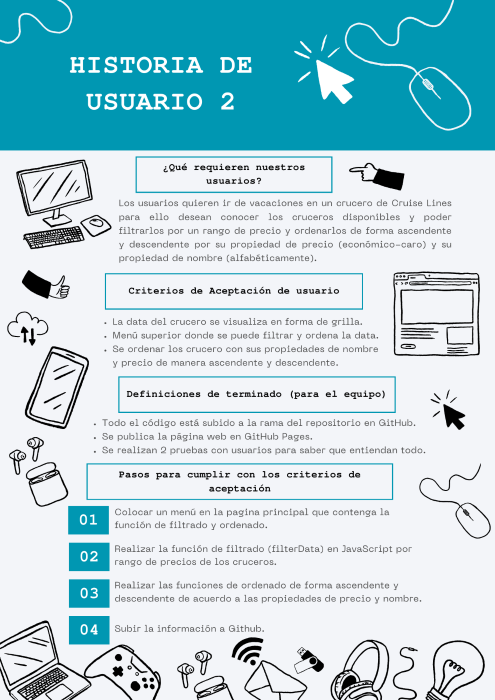 HISTORIA DE
USUARIO 2
¿Qué requieren nuestros
usuarios?
Los usuarios quieren ir de vacaciones en un crucero de Cruise Lines
para ello desean conocer los cruceros disponibles y poder
filtrarlos por un rango de precio y ordenarlos de forma ascendente
y descendente por su propiedad de precio (económico-caro) y su
propiedad de nombre (alfabéticamente).
Criterios de Aceptación de usuario
• La data del crucero se visualiza en forma de grilla.
• Menú superior donde se puede filtrar y ordena la data.
• Se ordenar los crucero con sus propiedades de nombre
y precio de manera ascendente y descendente.
Definiciones de terminado (para el equipo)
• Todo el código está subido a la rama del repositorio en GitHub.
• Se publica la página web en GitHub Pages.
• Se realizan 2 pruebas con usuarios para saber que entiendan todo.
Pasos para cumplir con los criterios de
aceptación
01 Colocar un menú en la pagina principal que contenga la
función de filtrado y ordenado.
02 Realizar la función de filtrado (filterData) en JavaScript por
rango de precios de los cruceros.
03 Realizar las funciones de ordenado de forma ascendente y
descendente de acuerdo a las propiedades de precio y nombre.
04 Subir la información a Github.